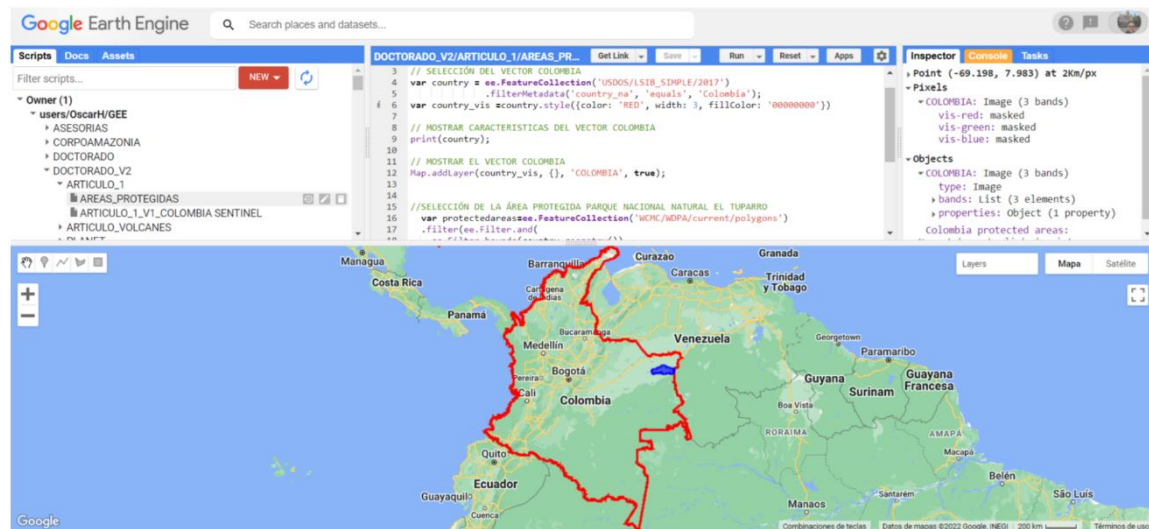 Google Earth Engine
Search places and datasets...
Scripts Docs Assets
Filter scripts...
NEW
Owner (1)
users/OscarH/GEE
ASESORIAS
CORPOAMAZONIA
DOCTORADO
DOCTORADO_V2
ARTICULO_1
AREAS_PROTEGIDAS
ARTICULO_1_V1_COLOMBIA SENTINEL
ARTICULO_VOLCANES
PLANET
DOCTORADO_V2/ARTICULO_1/AREAS_PR...
Get Link Save Run Reset Apps
3 // SELECCIÓN DEL VECTOR COLOMBIA
4 var country = ee.FeatureCollection('USDOS/LSIB_SIMPLE/2017')
5 .filterMetadata('country_na', 'equals', 'Colombia');
i 6 var country_vis =country.style({color: 'RED', width: 3, fillColor: '00000000'})
7
8 // MOSTRAR CARACTERISTICAS DEL VECTOR COLOMBIA
9 print(country);
10
11 // MOSTRAR EL VECTOR COLOMBIA
12 Map.addLayer(country_vis, {}, 'COLOMBIA', true);
13
14
15 //SELECCIÓN DE LA ÁREA PROTEGIDA PARQUE NACIONAL NATURAL EL TUPARRO
16 var protectedareas=ee.FeatureCollection('WCMC/WDPA/current/polygons')
17 .filter(ee.Filter.and(
Inspector Console Tasks
Point (-69.198, 7.983) at 2Km/px
Pixels
COLOMBIA: Image (3 bands)
vis-red: masked
vis-green: masked
vis-blue: masked
Objects
COLOMBIA: Image (3 bands)
type: Image
bands: List (3 elements)
properties: Object (1 property)
Colombia protected areas:
Layers
Mapa Satélite
Managua
Costa Rica
Panamá
Barranquilla
Cartagena de Indias
Curazao
Caracas
Granada
Trinidad y Tobago
Bucaramanga
Medellín
Venezuela
Georgetown
Paramaribo
Pereira
Bogotá
Cali
Colombia
Guyana
Surinam
Guayana Francesa
Boa Vista
RORAIMA
AMAPÁ
Macapá
Quito
Ecuador
Guayaquil
Cuenca
Belén
Manaos
Santarém
São Luís
Google
Combinaciones de teclas Datos de mapas ©2022 Google, INEGI 200 km Términos de uso